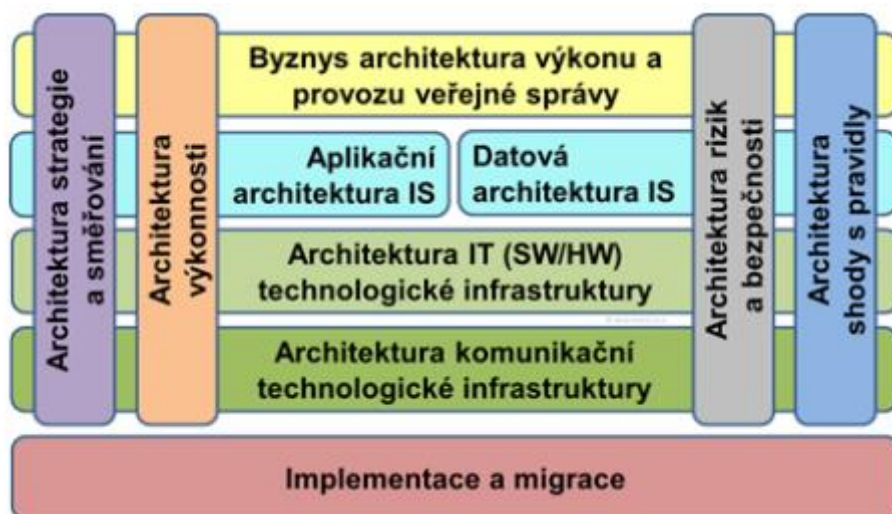 Byznys architektura výkonu a
provozu veřejné správy
Aplikační
architektura IS
Datová
architektura IS
Architektura IT (SW/HW)
technologické infrastruktury
Architektura komunikační
technologické infrastruktury
Implementace a migrace
Architektura strategie
a směřování
Architektura
výkonnosti
Architektura rizik
a bezpečnosti
Architektura
shody s pravidly